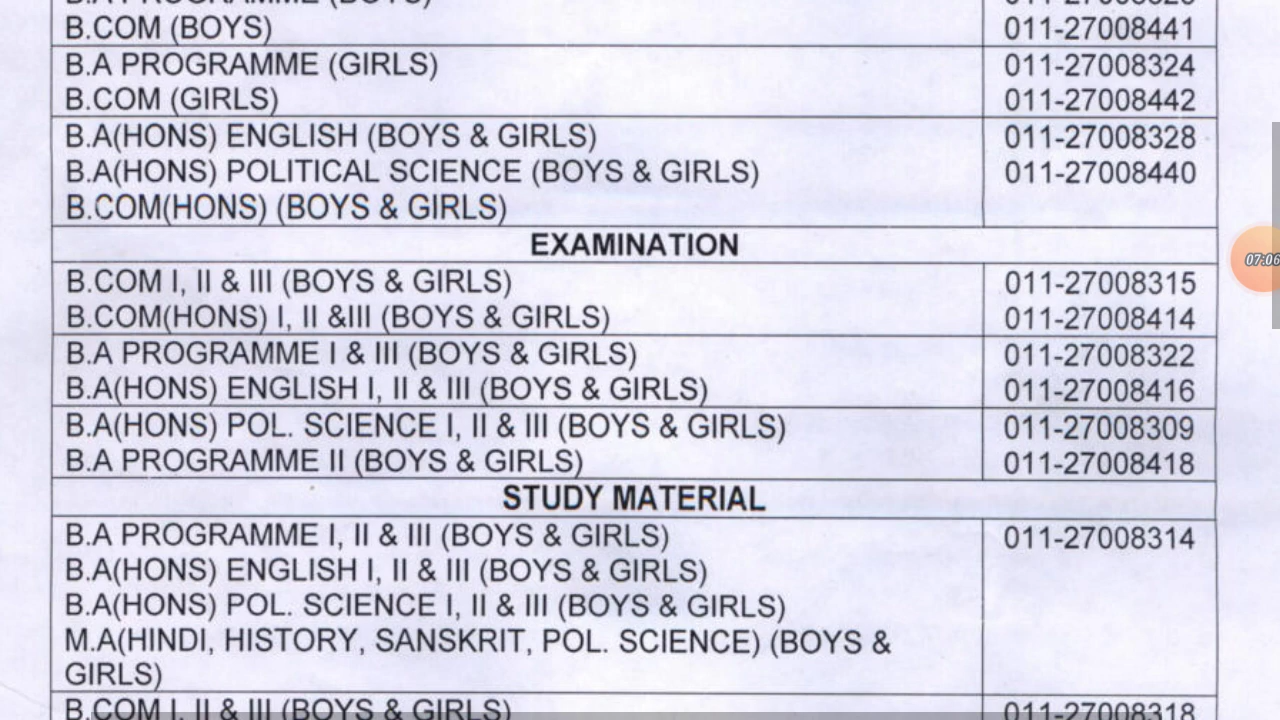 B.A PROGRAMME (BOYS)
B.COM (BOYS) 011-27008441
B.A PROGRAMME (GIRLS) 011-27008324
B.COM (GIRLS) 011-27008442
B.A(HONS) ENGLISH (BOYS & GIRLS) 011-27008328
B.A(HONS) POLITICAL SCIENCE (BOYS & GIRLS) 011-27008440
B.COM(HONS) (BOYS & GIRLS)
EXAMINATION
B.COM I, II & III (BOYS & GIRLS) 011-27008315
B.COM(HONS) I, II &III (BOYS & GIRLS) 011-27008414
B.A PROGRAMME I & III (BOYS & GIRLS) 011-27008322
B.A(HONS) ENGLISH I, II & III (BOYS & GIRLS) 011-27008416
B.A(HONS) POL. SCIENCE I, II & III (BOYS & GIRLS) 011-27008309
B.A PROGRAMME II (BOYS & GIRLS) 011-27008418
STUDY MATERIAL
B.A PROGRAMME I, II & III (BOYS & GIRLS) 011-27008314
B.A(HONS) ENGLISH I, II & III (BOYS & GIRLS)
B.A(HONS) POL. SCIENCE I, II & III (BOYS & GIRLS)
M.A(HINDI, HISTORY, SANSKRIT, POL. SCIENCE) (BOYS &
GIRLS)
B.COM I, II & III (BOYS & GIRLS) 011-27008318
07:06